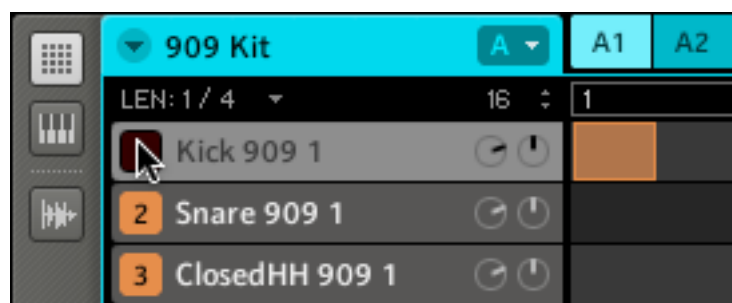 909 Kit A A1 A2
LEN: 1 / 4 16 1
Kick 909 1
2 Snare 909 1
3 ClosedHH 909 1